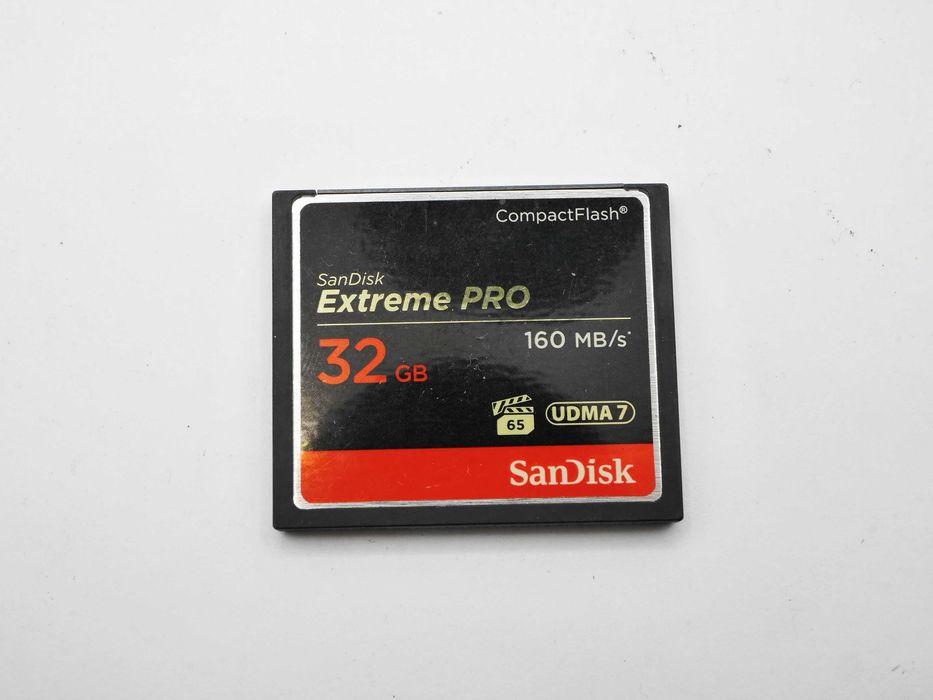 CompactFlash®
SanDisk
Extreme PRO
160 MB/s*
32 GB
65
UDMA 7
SanDisk